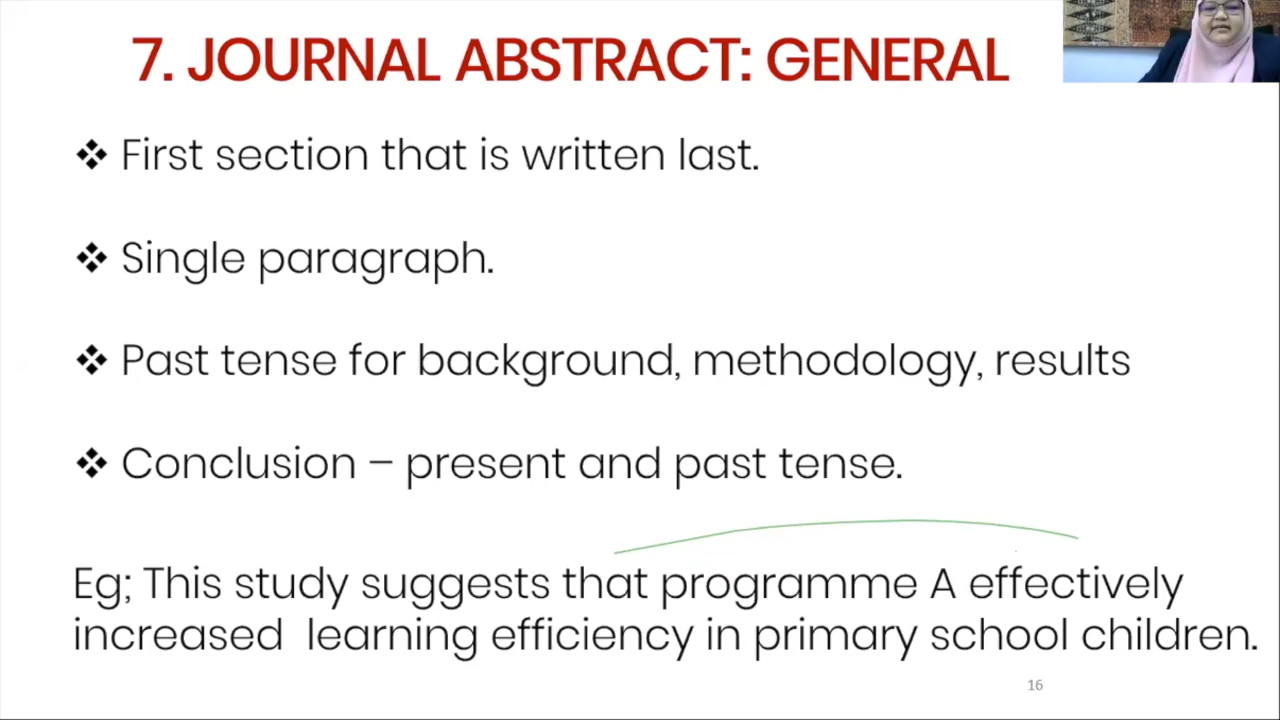 7. JOURNAL ABSTRACT: GENERAL
❖ First section that is written last.
❖ Single paragraph.
❖ Past tense for background, methodology, results
❖ Conclusion – present and past tense.
Eg; This study suggests that programme A effectively
increased learning efficiency in primary school children.
16